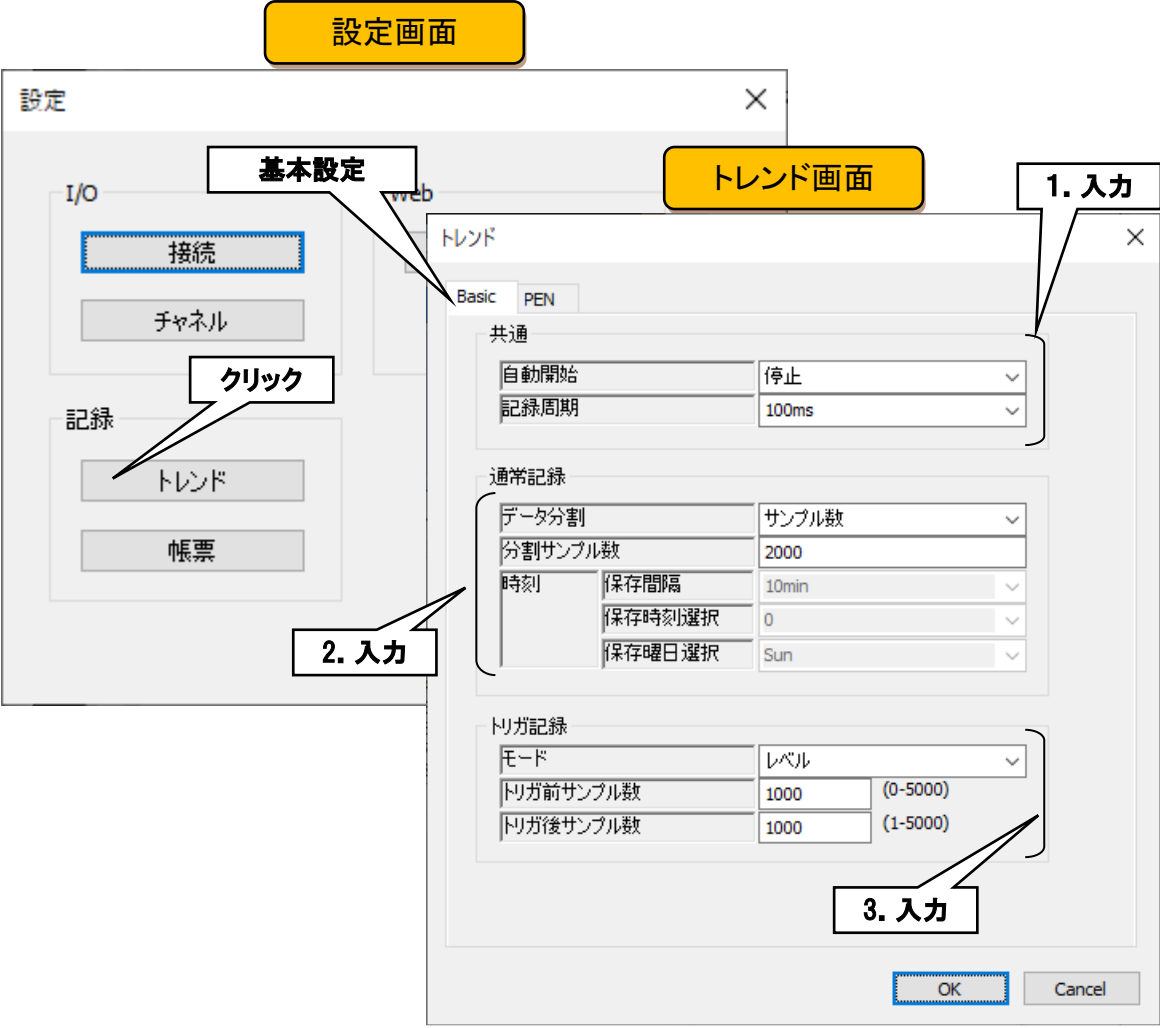 設定画面
設定
基本設定
トレンド画面
1. 入力
I/O
Web
接続
チャネル
クリック
記録
トレンド
帳票
トレンド
Basic
PEN
共通
自動開始
停止
記録周期
100ms
通常記録
データ分割
サンプル数
分割サンプル数
2000
時刻
保存間隔
10min
保存時刻選択
0
保存曜日選択
Sun
2. 入力
トリガ記録
モード
レベル
トリガ前サンプル数
1000
(0-5000)
トリガ後サンプル数
1000
(1-5000)
3. 入力
OK
Cancel